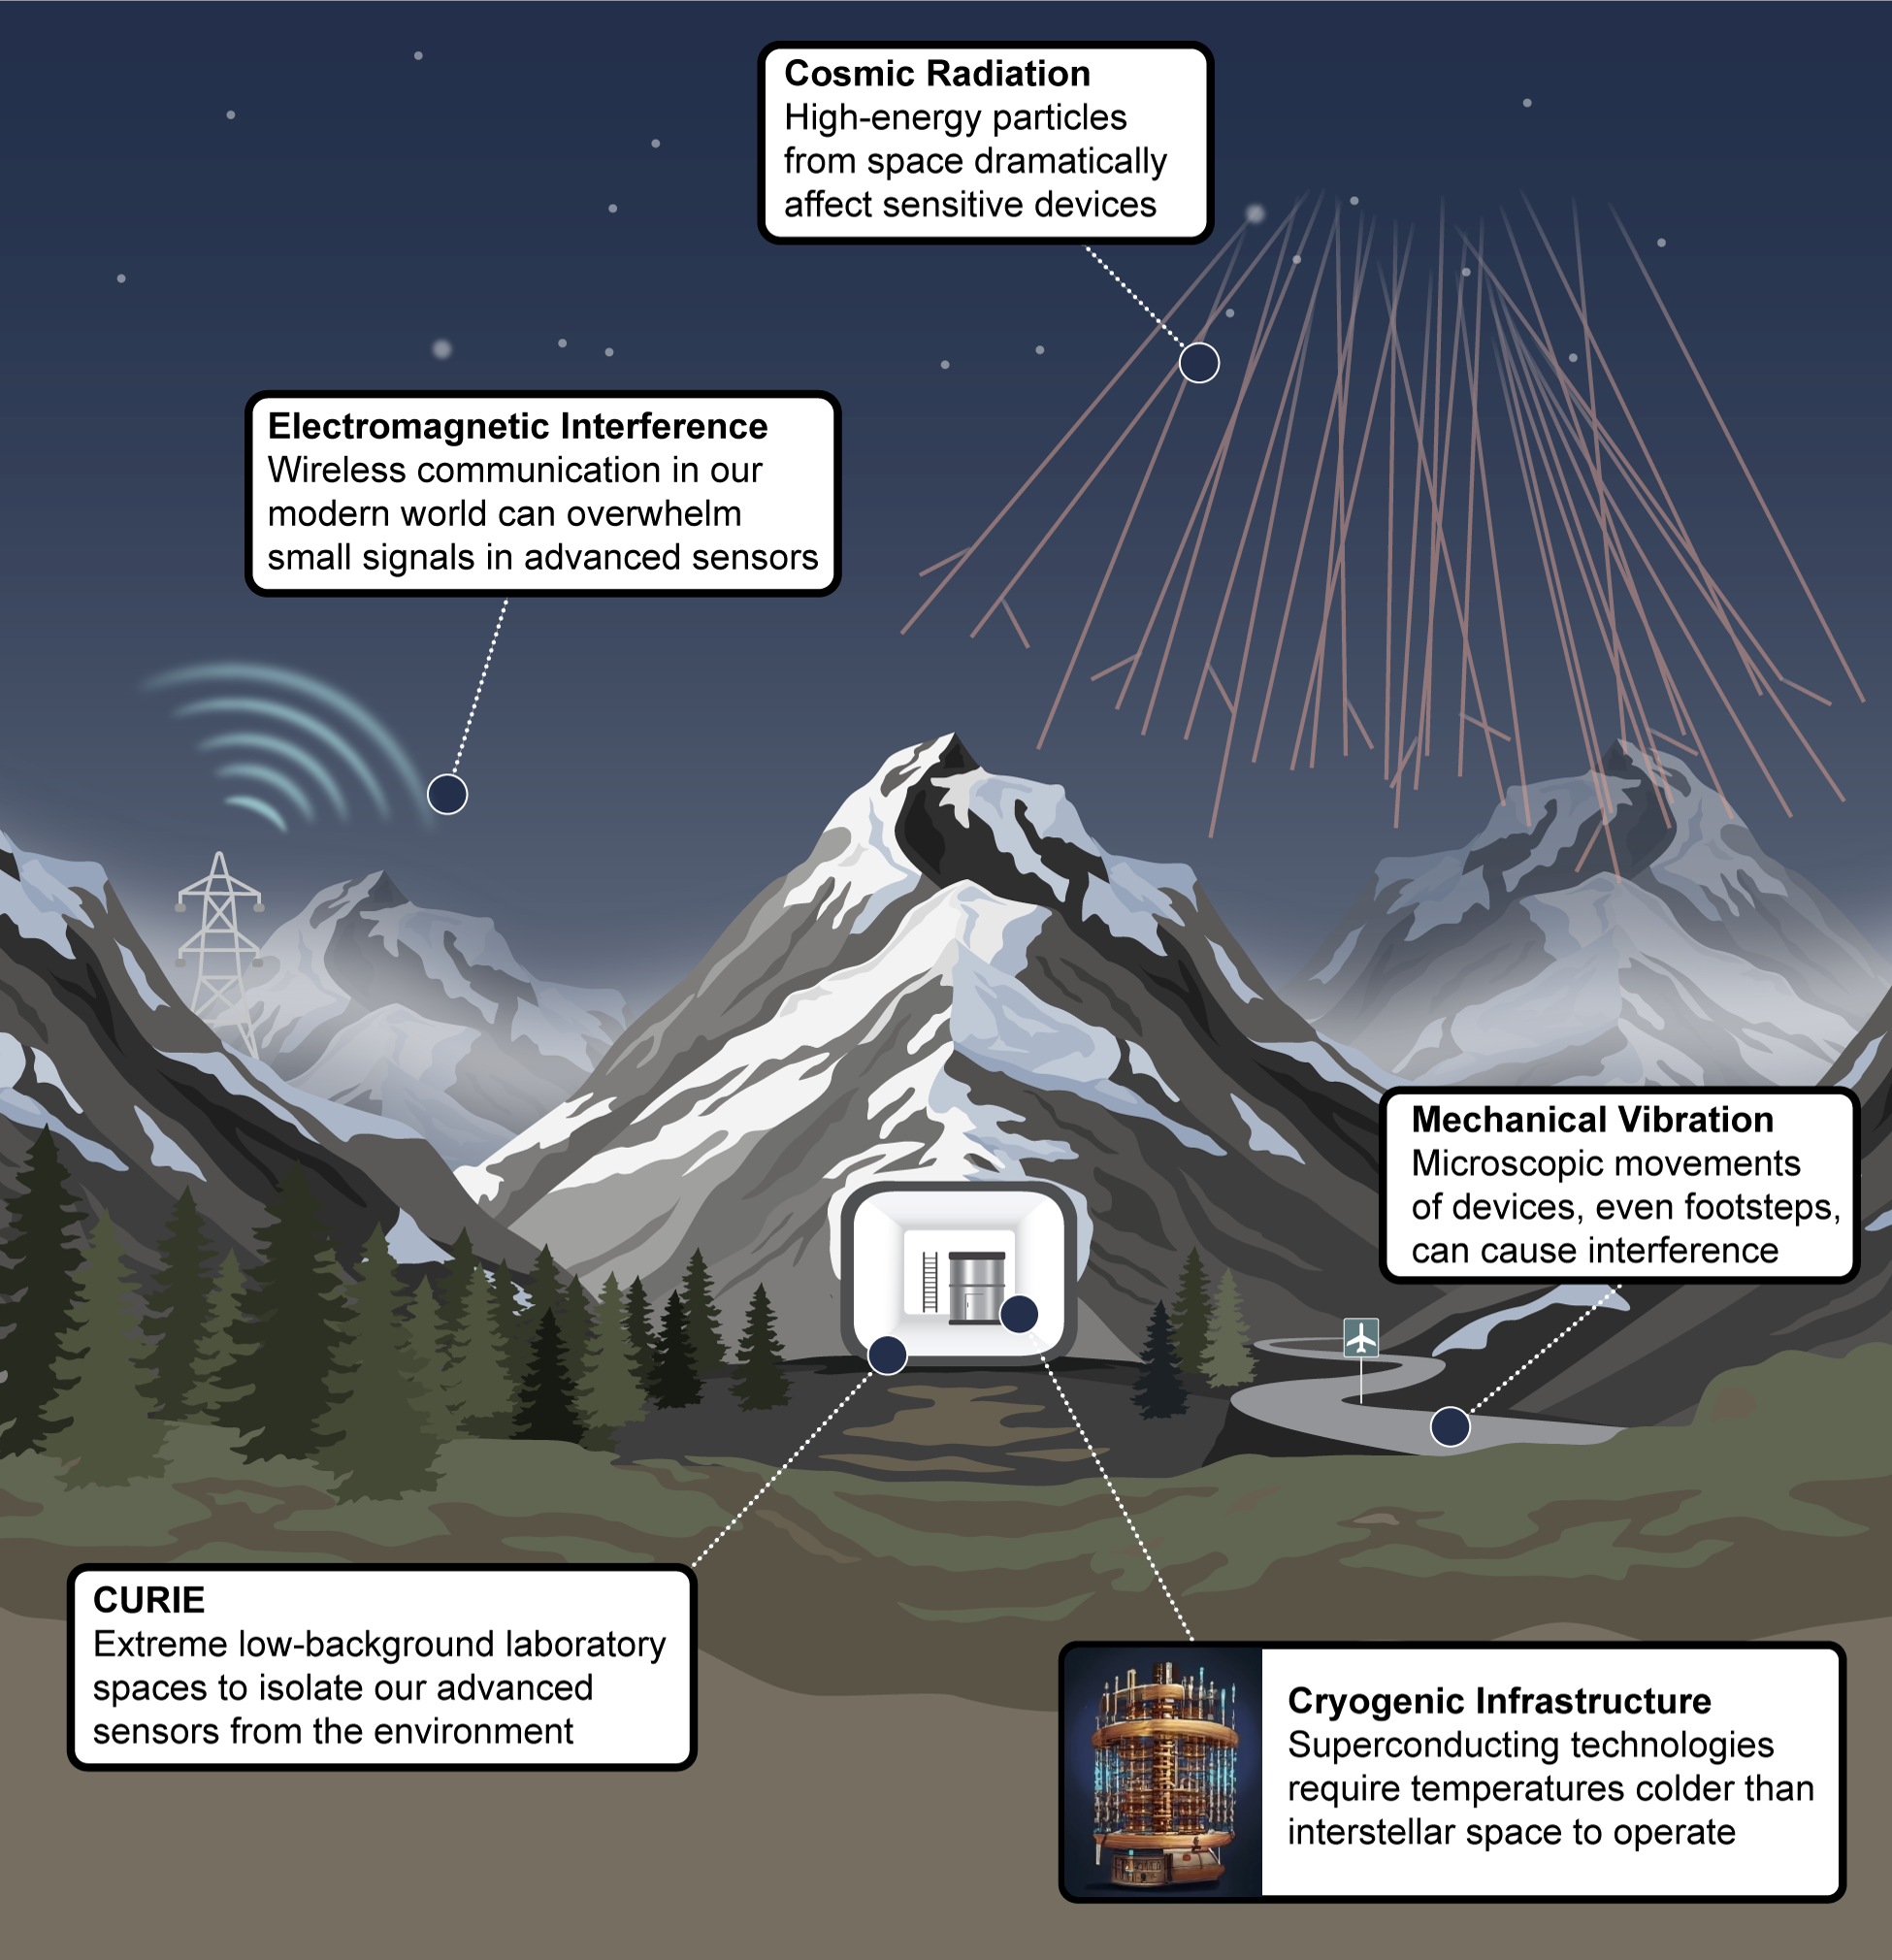 Cosmic Radiation
High-energy particles
from space dramatically
affect sensitive devices
Electromagnetic Interference
Wireless communication in our
modern world can overwhelm
small signals in advanced sensors
Mechanical Vibration
Microscopic movements
of devices, even footsteps,
can cause interference
CURIE
Extreme low-background laboratory
spaces to isolate our advanced
sensors from the environment
Cryogenic Infrastructure
Superconducting technologies
require temperatures colder than
interstellar space to operate